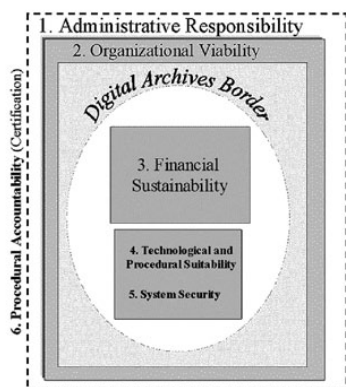 1. Administrative Responsibility
2. Organizational Viability
Digital Archives Border
3. Financial
Sustainability
4. Technological and
Procedural Suitability
5. System Security
6. Procedural Accountability (Certification)